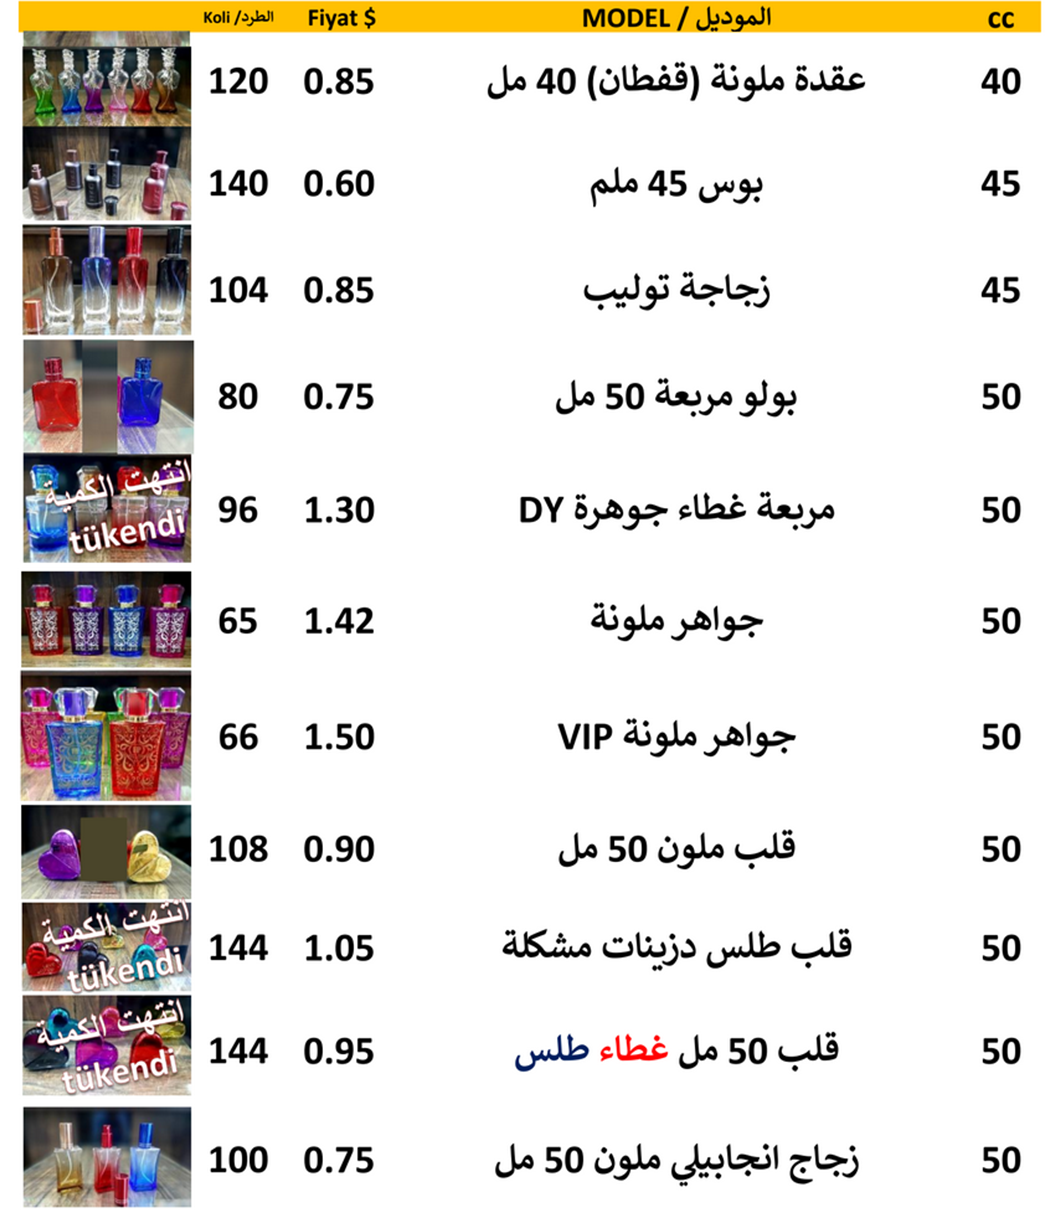 Koli /الطرد Fiyat $ MODEL / الموديل cc
120 0.85 عقدة ملونة (قفطان) 40 مل 40
140 0.60 بوس 45 ملم 45
104 0.85 زجاجة توليب 45
80 0.75 بولو مربعة 50 مل 50
انتهت الكمية
tükendi
96 1.30 مربعة غطاء جوهرة DY 50
65 1.42 جواهر ملونة 50
66 1.50 جواهر ملونة VIP 50
108 0.90 قلب ملون 50 مل 50
انتهت الكمية
tükendi
144 1.05 قلب طلس دزينات مشكلة 50
انتهت الكمية
tükendi
144 0.95 قلب 50 مل غطاء طلس 50
100 0.75 زجاج انجابيلي ملون 50 مل 50